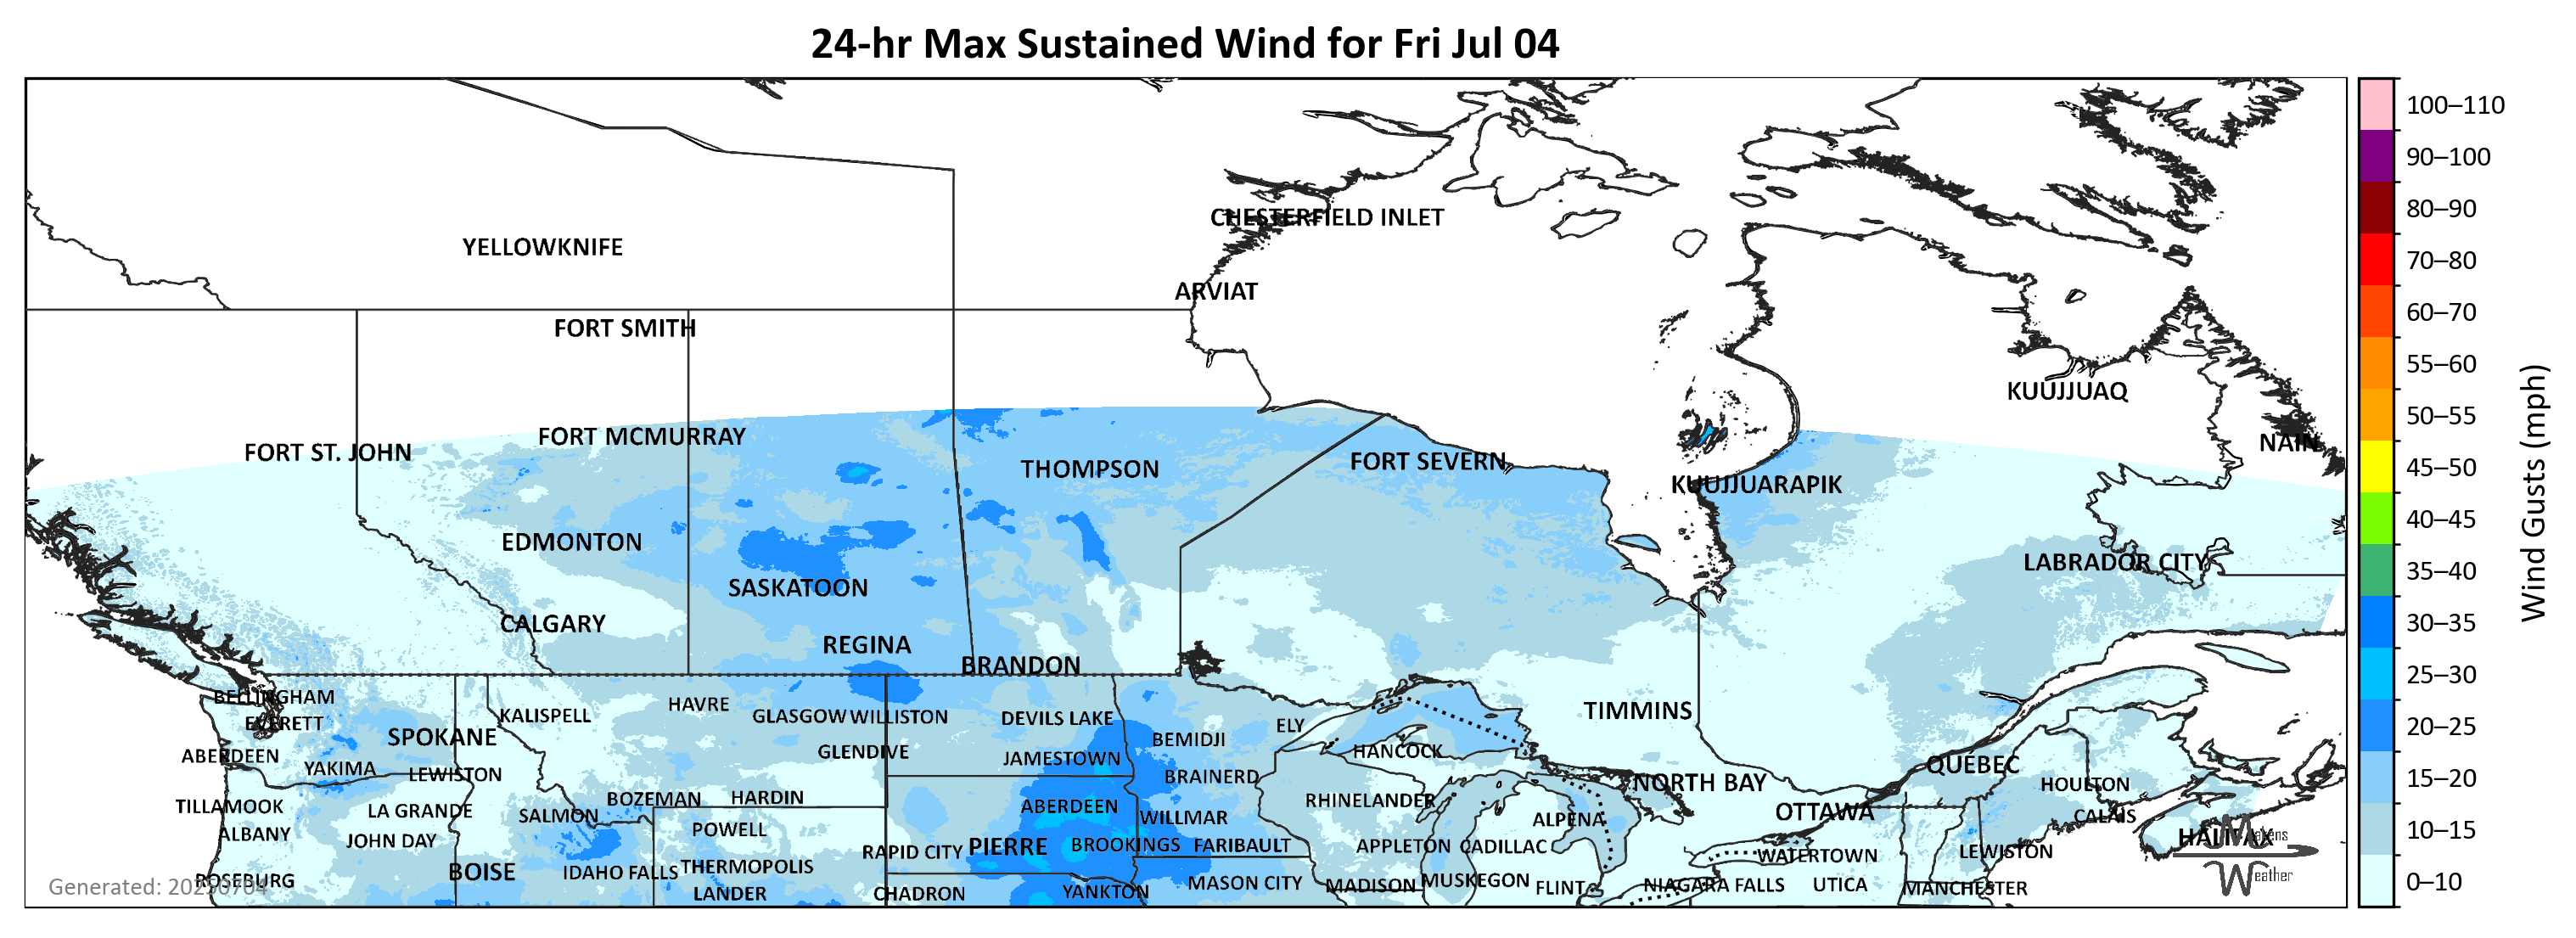 24-hr Max Sustained Wind for Fri Jul 04
100–110
90–100
80–90
70–80
60–70
55–60
50–55
45–50
40–45
35–40
30–35
25–30
20–25
15–20
10–15
0–10
Wind Gusts (mph)
CHESTERFIELD INLET
YELLOWKNIFE
ARVIAT
FORT SMITH
KUUJJUAQ
FORT MCMURRAY
NAIN
FORT ST. JOHN
FORT SEVERN
THOMPSON
KUUJJUARAPIK
EDMONTON
LABRADOR CITY
SASKATOON
CALGARY
REGINA
BRANDON
BELLINGHAM
HAVRE
TIMMINS
KALISPELL
GLASGOW
WILLISTON
DEVILS LAKE
EVERETT
ELY
SPOKANE
BEMIDJI
HANCOCK
GLENDIVE
ABERDEEN
JAMESTOWN
QUÉBEC
YAKIMA
LEWISTON
BRAINERD
NORTH BAY
HOULTON
BOZEMAN
HARDIN
RHINELANDER
TILLAMOOK
LA GRANDE
ABERDEEN
OTTAWA
SALMON
WILLMAR
CALAIS
ALPENA
POWELL
ALBANY
JOHN DAY
HALIFAX
PIERRE
BROOKINGS
FARIBAULT
APPLETON
CADILLAC
RAPID CITY
WATERTOWN
LEWISTON
THERMOPOLIS
BOISE
IDAHO FALLS
ROSEBURG
MUSKEGON
MASON CITY
MADISON
NIAGARA FALLS
UTICA
FLINT
MANCHESTER
LANDER
CHADRON
YANKTON
Generated: 20250704
Weather